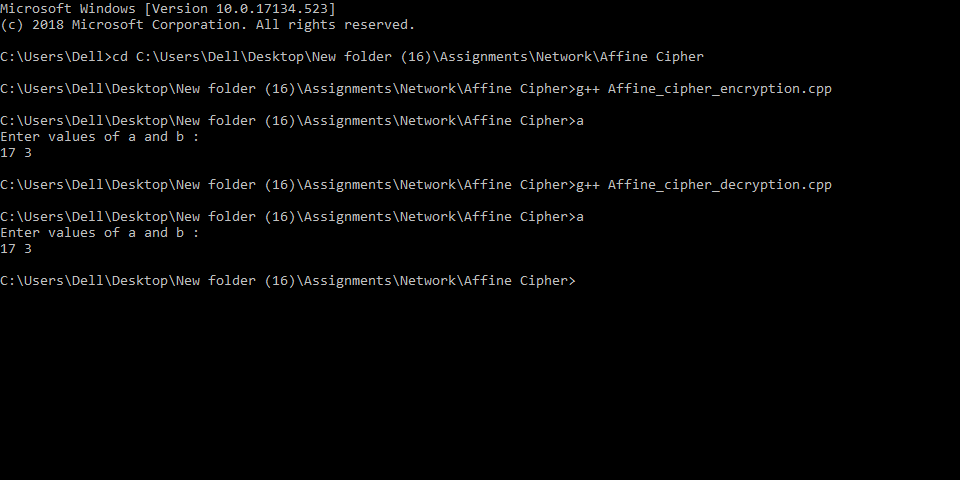 Microsoft Windows [Version 10.0.17134.523]
(c) 2018 Microsoft Corporation. All rights reserved.
C:\Users\Dell>cd C:\Users\Dell\Desktop\New folder (16)\Assignments\Network\Affine Cipher
C:\Users\Dell\Desktop\New folder (16)\Assignments\Network\Affine Cipher>g++ Affine_cipher_encryption.cpp
C:\Users\Dell\Desktop\New folder (16)\Assignments\Network\Affine Cipher>a
Enter values of a and b :
17 3
C:\Users\Dell\Desktop\New folder (16)\Assignments\Network\Affine Cipher>g++ Affine_cipher_decryption.cpp
C:\Users\Dell\Desktop\New folder (16)\Assignments\Network\Affine Cipher>a
Enter values of a and b :
17 3
C:\Users\Dell\Desktop\New folder (16)\Assignments\Network\Affine Cipher>